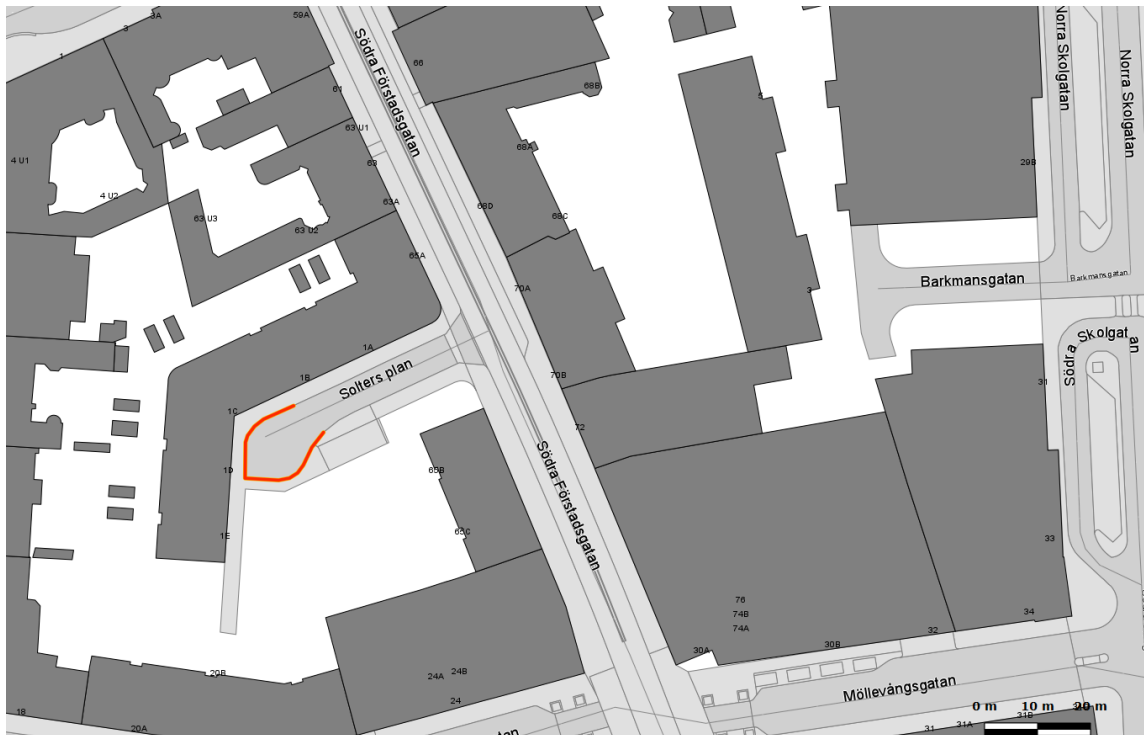 3A
59A
3
1
66
61
68B
5
Södra Förstadsgatan
Norra Skolgatan
Norra Skolgatan
63 U1
68A
4 U1
63
29B
4 U2
63A
68D
63 U3
68C
63 U2
65A
Barkmansgatan
Barkmansgatan
70A
3
Södra Skolgatan
1A
1B
Solters plan
70B
31
1C
72
1D
65B
Södra Förstadsgatan
65C
1E
33
76
74B
74A
34
32
30B
30A
20B
24B
24A
24
Möllevångsgatan
18
20A
31
31A
31B
0 m 10 m 20 m